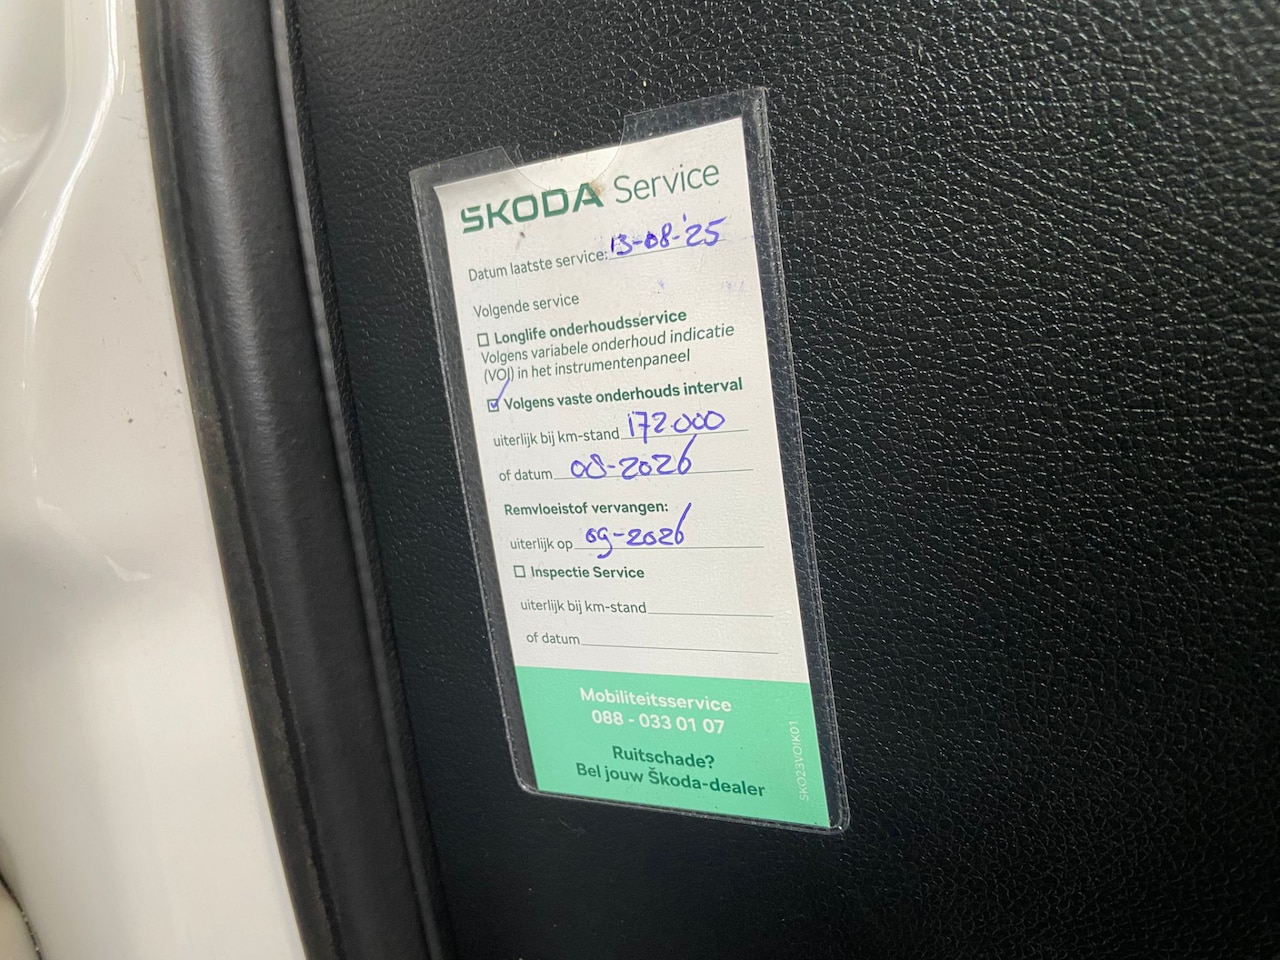 ŠKODA Service
Datum laatste service: 13-08-'25
Volgende service
☐ Longlife onderhoudsservice
Volgens variabele onderhoud indicatie
(VOI) in het instrumentenpaneel
☑ Volgens vaste onderhouds interval
uiterlijk bij km-stand 172.000
of datum 08-2026
Remvloeistof vervangen:
uiterlijk op 09-2026
☐ Inspectie Service
uiterlijk bij km-stand
of datum
Mobiliteitsservice
088 - 033 01 07
Ruitschade?
Bel jouw Škoda-dealer
SKO23VOIK01